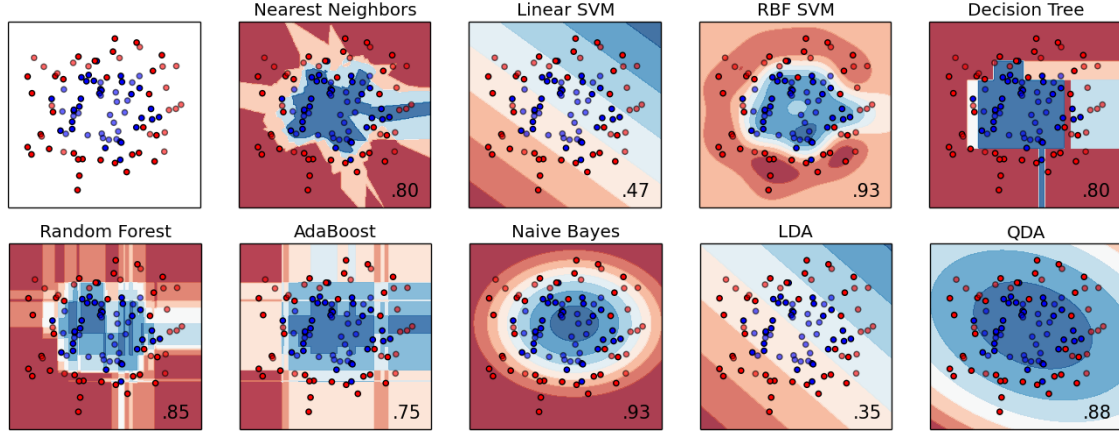 Nearest Neighbors
Linear SVM
RBF SVM
Decision Tree
.80
.47
.93
.80
Random Forest
AdaBoost
Naive Bayes
LDA
QDA
.85
.75
.93
.35
.88